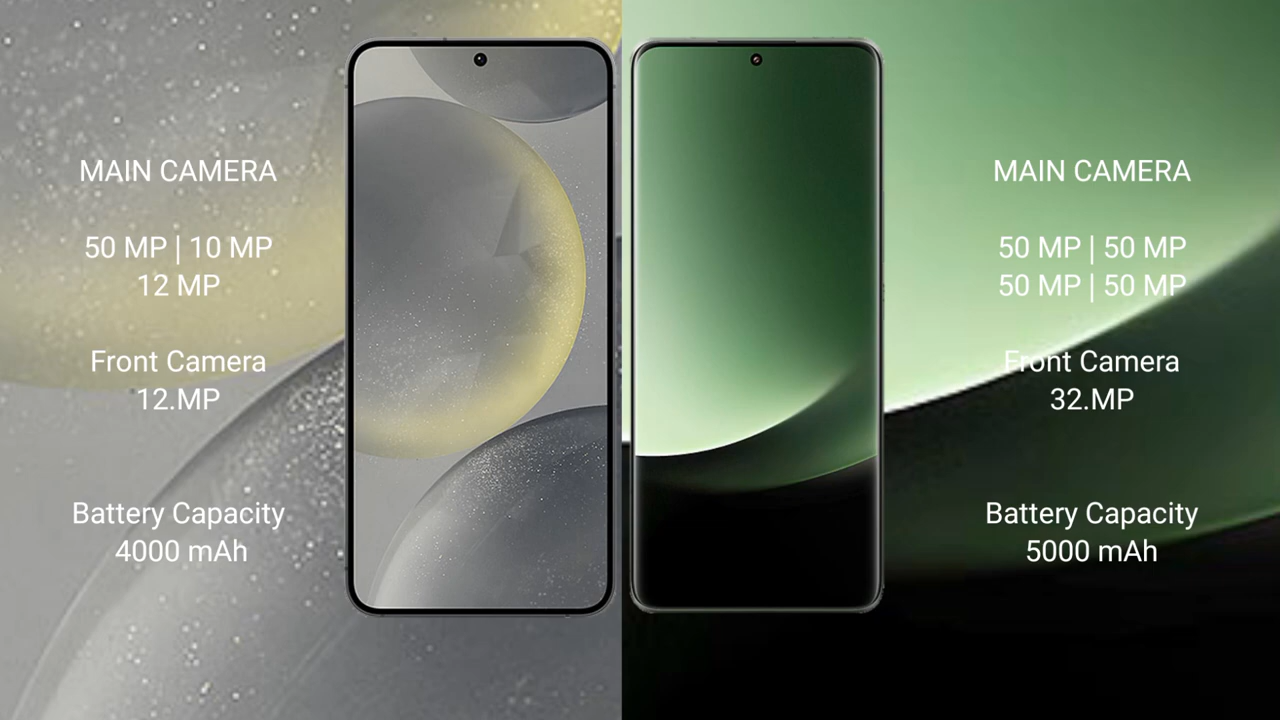 MAIN CAMERA
50 MP | 10 MP
12 MP
Front Camera
12.MP
Battery Capacity
4000 mAh
MAIN CAMERA
50 MP | 50 MP
50 MP | 50 MP
Front Camera
32.MP
Battery Capacity
5000 mAh